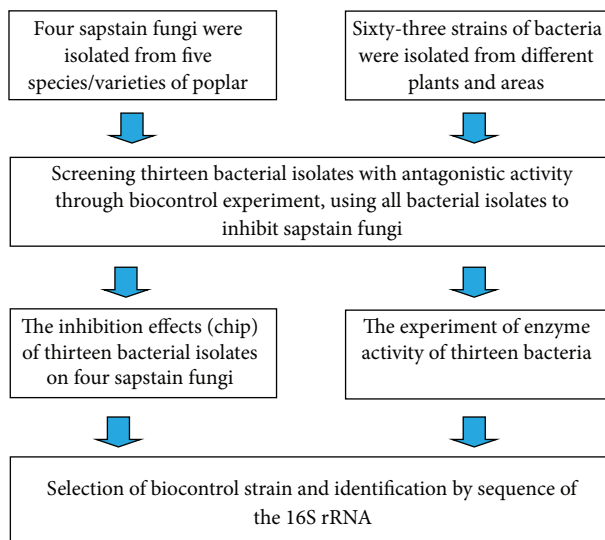 Four sapstain fungi were
isolated from five
species/varieties of poplar
Sixty-three strains of bacteria
were isolated from different
plants and areas
Screening thirteen bacterial isolates with antagonistic activity
through biocontrol experiment, using all bacterial isolates to
inhibit sapstain fungi
The inhibition effects (chip)
of thirteen bacterial isolates
on four sapstain fungi
The experiment of enzyme
activity of thirteen bacteria
Selection of biocontrol strain and identification by sequence of
the 16S rRNA